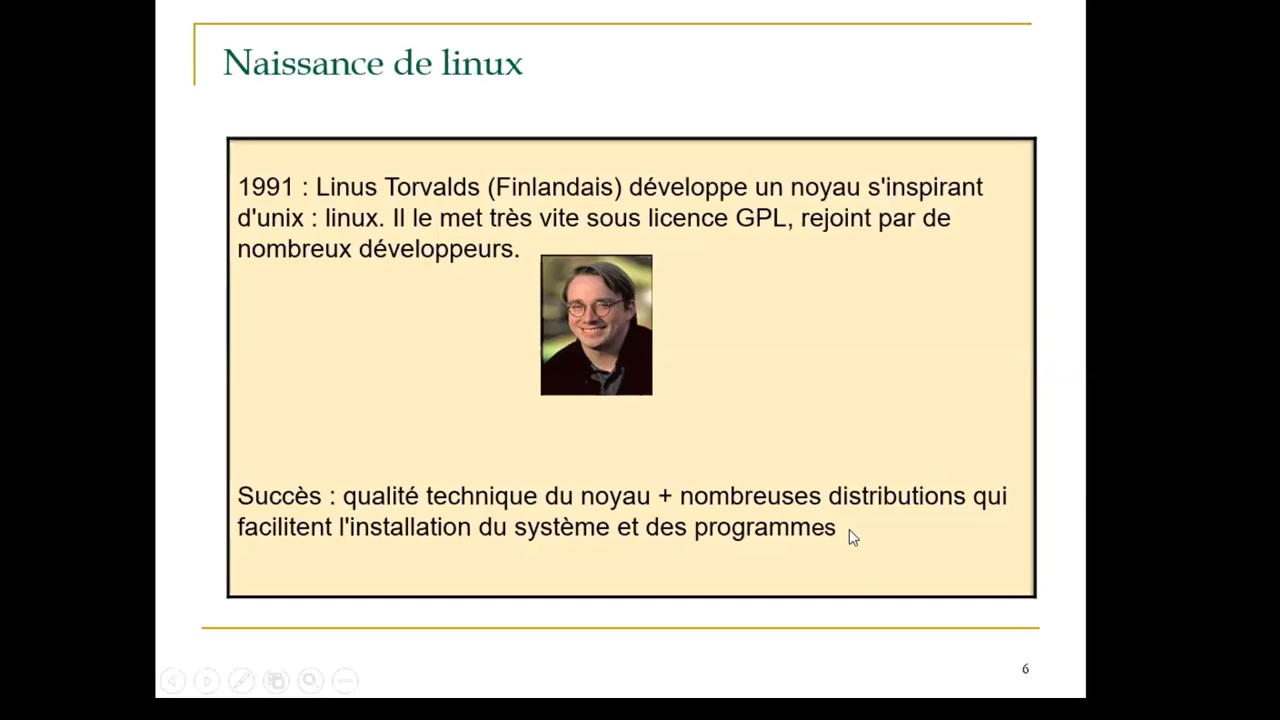 Naissance de linux
1991 : Linus Torvalds (Finlandais) développe un noyau s'inspirant
d'unix : linux. Il le met très vite sous licence GPL, rejoint par de
nombreux développeurs.
Succès : qualité technique du noyau + nombreuses distributions qui
facilitent l'installation du système et des programmes
6